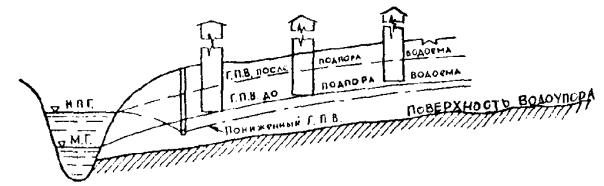 Г.П.В. ПОСЛЕ ПОДПОРА ВОДОЕМА
Н.П.Г.
Г.П.В. ДО ПОДПОРА ВОДОЕМА
ПОНИЖЕННЫЙ Г.П.В.
ПОВЕРХНОСТЬ ВОДОУПОРА
М.Г.